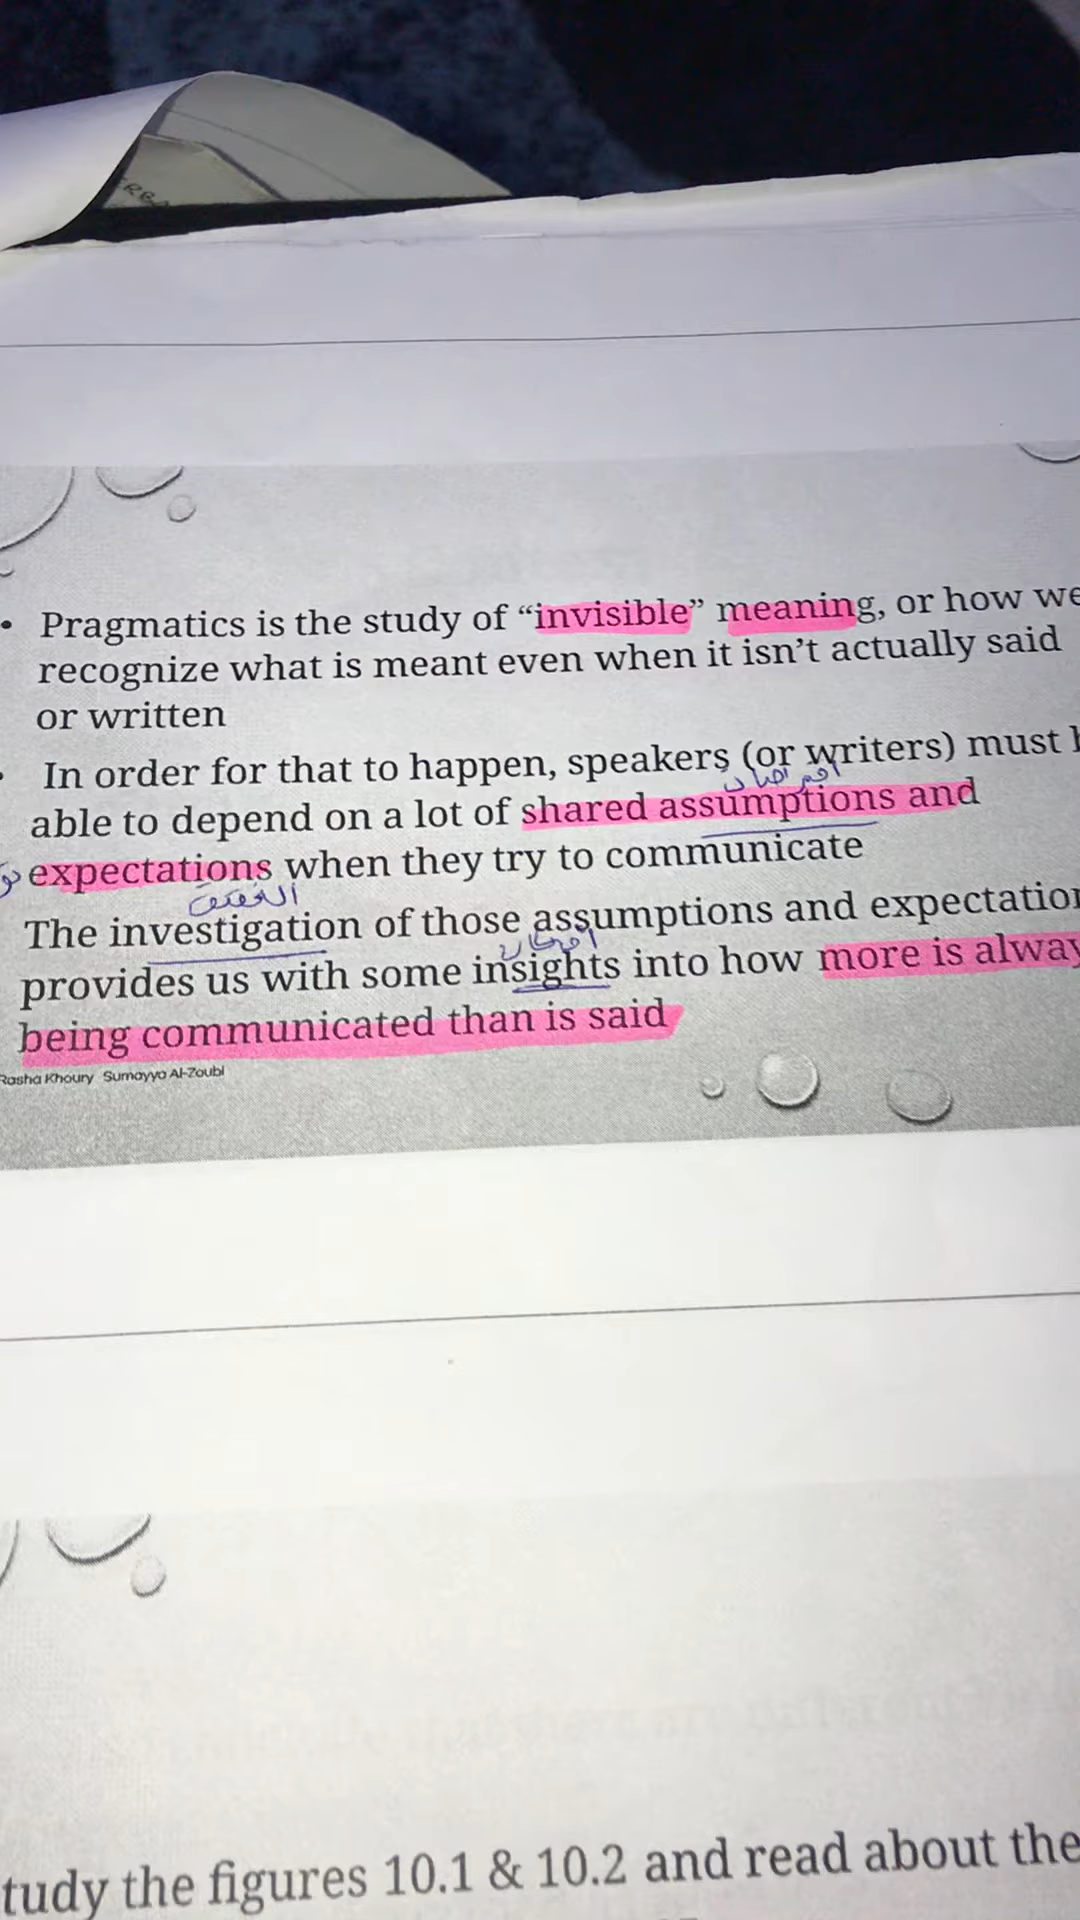 • Pragmatics is the study of “invisible” meaning, or how we
recognize what is meant even when it isn’t actually said
or written
In order for that to happen, speakers (or writers) must
افتراضات
able to depend on a lot of shared assumptions and
expectations when they try to communicate
التحقيق
The investigation of those assumptions and expectation
أفكار
provides us with some insights into how more is alway
being communicated than is said
Rasha Khoury Sumayya Al-Zoubi
tudy the figures 10.1 & 10.2 and read about the